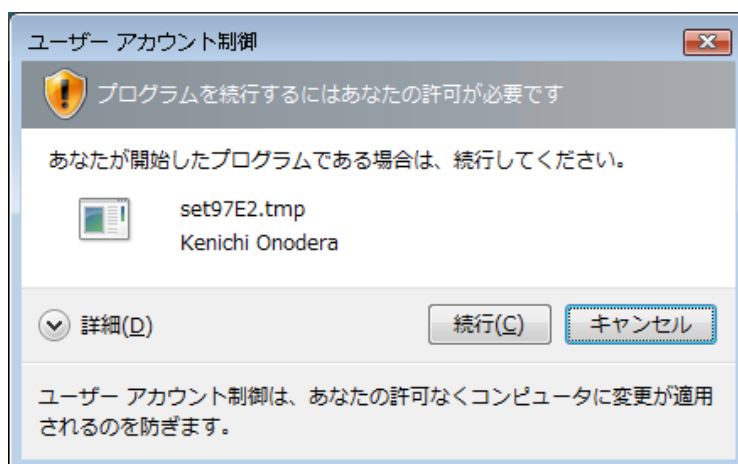 ユーザー アカウント制御
プログラムを続行するにはあなたの許可が必要です
あなたが開始したプログラムである場合は、続行してください。
set97E2.tmp
Kenichi Onodera
詳細(D)
続行(C)
キャンセル
ユーザー アカウント制御は、あなたの許可なくコンピュータに変更が適用
されるのを防ぎます。